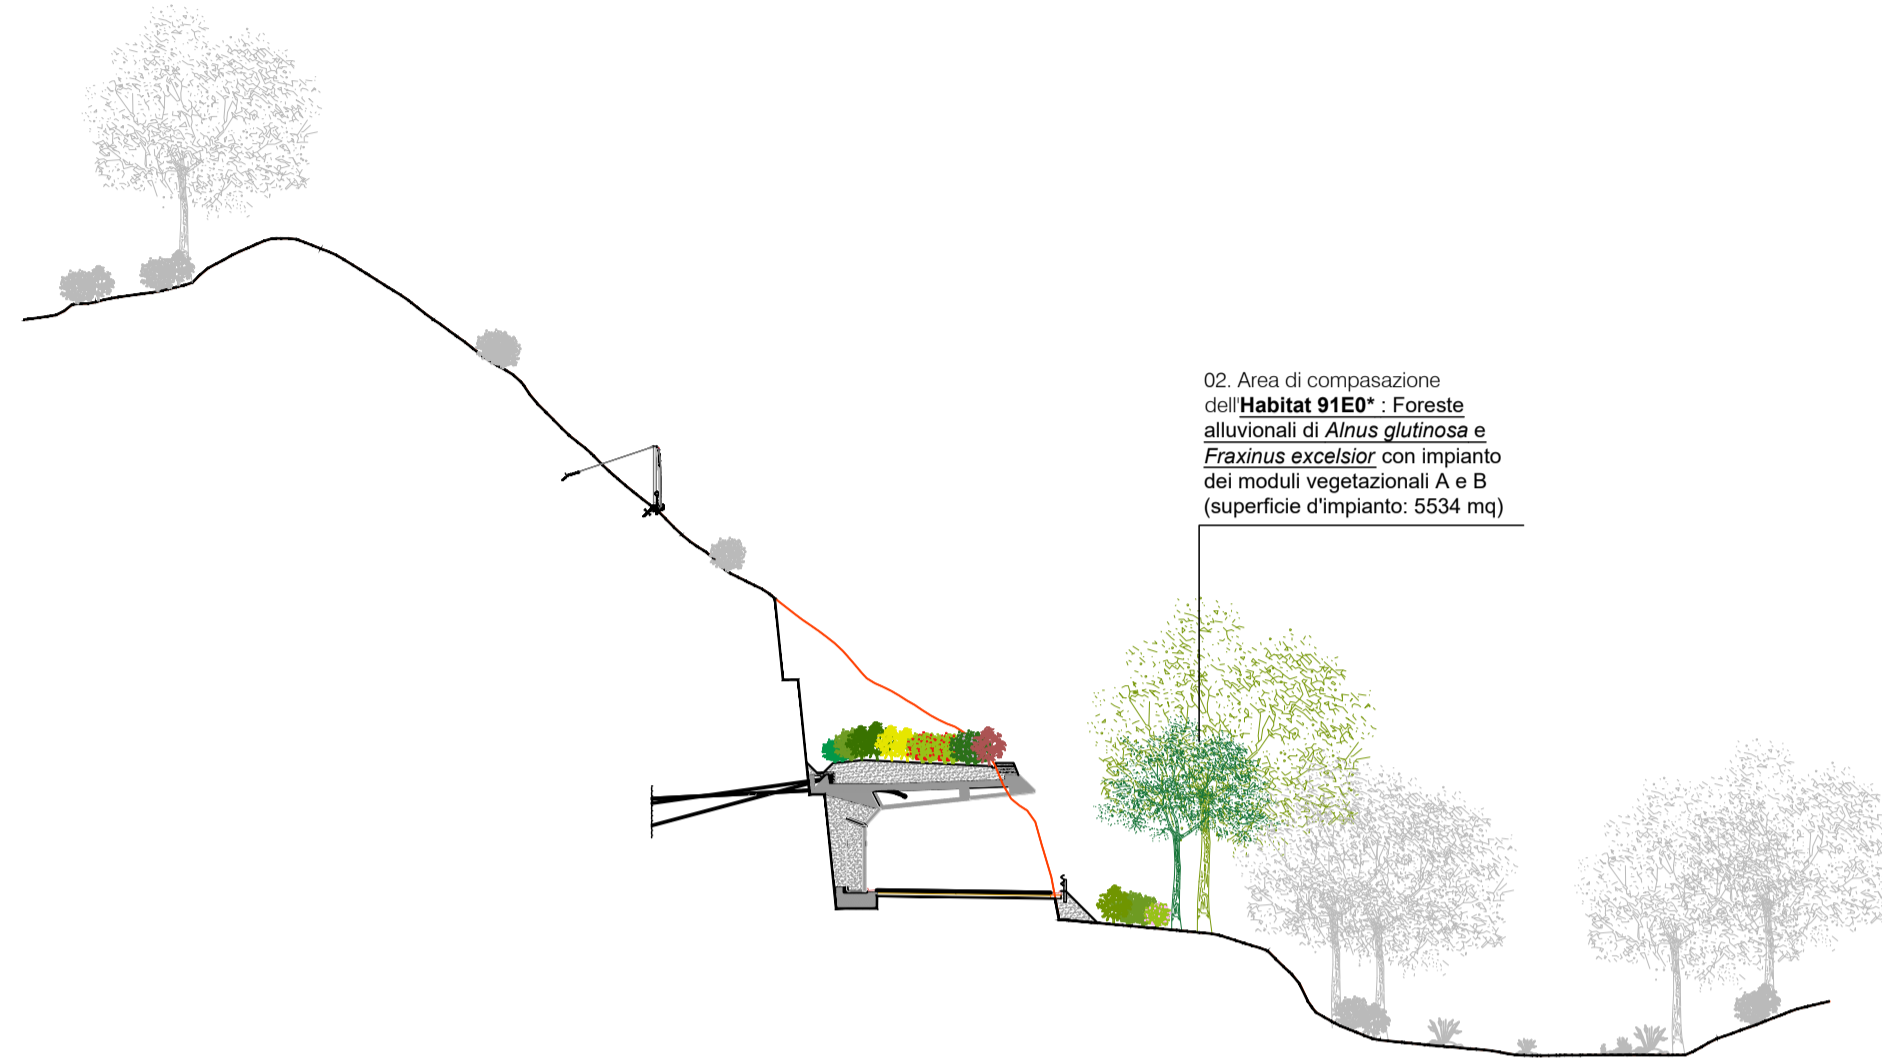 02. Area di compasazione
dell'Habitat 91E0* : Foreste
alluvionali di Alnus glutinosa e
Fraxinus excelsior con impianto
dei moduli vegetazionali A e B
(superficie d'impianto: 5534 mq)